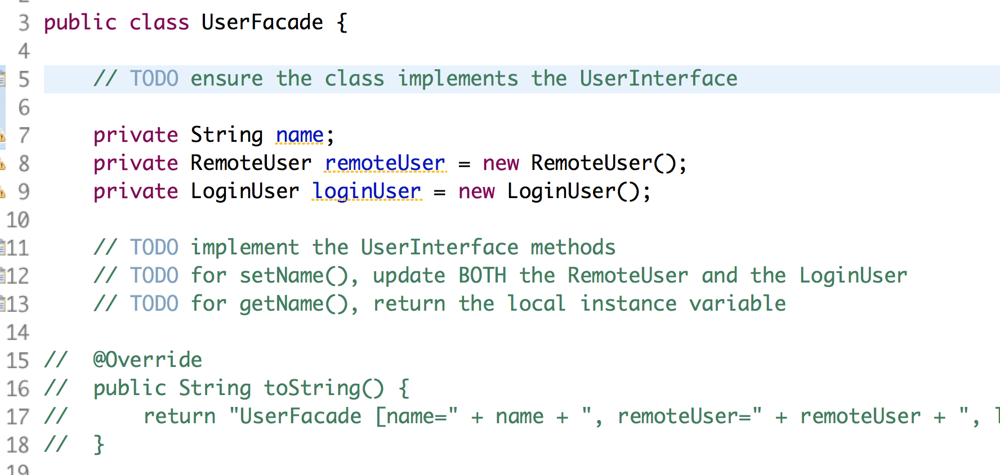 3 public class UserFacade {
4
5 // TODO ensure the class implements the UserInterface
6
7 private String name;
8 private RemoteUser remoteUser = new RemoteUser();
9 private LoginUser loginUser = new LoginUser();
10
11 // TODO implement the UserInterface methods
12 // TODO for setName(), update BOTH the RemoteUser and the LoginUser
13 // TODO for getName(), return the local instance variable
14
15 // @Override
16 // public String toString() {
17 // return "UserFacade [name=" + name + ", remoteUser=" + remoteUser + ",
18 // }
19